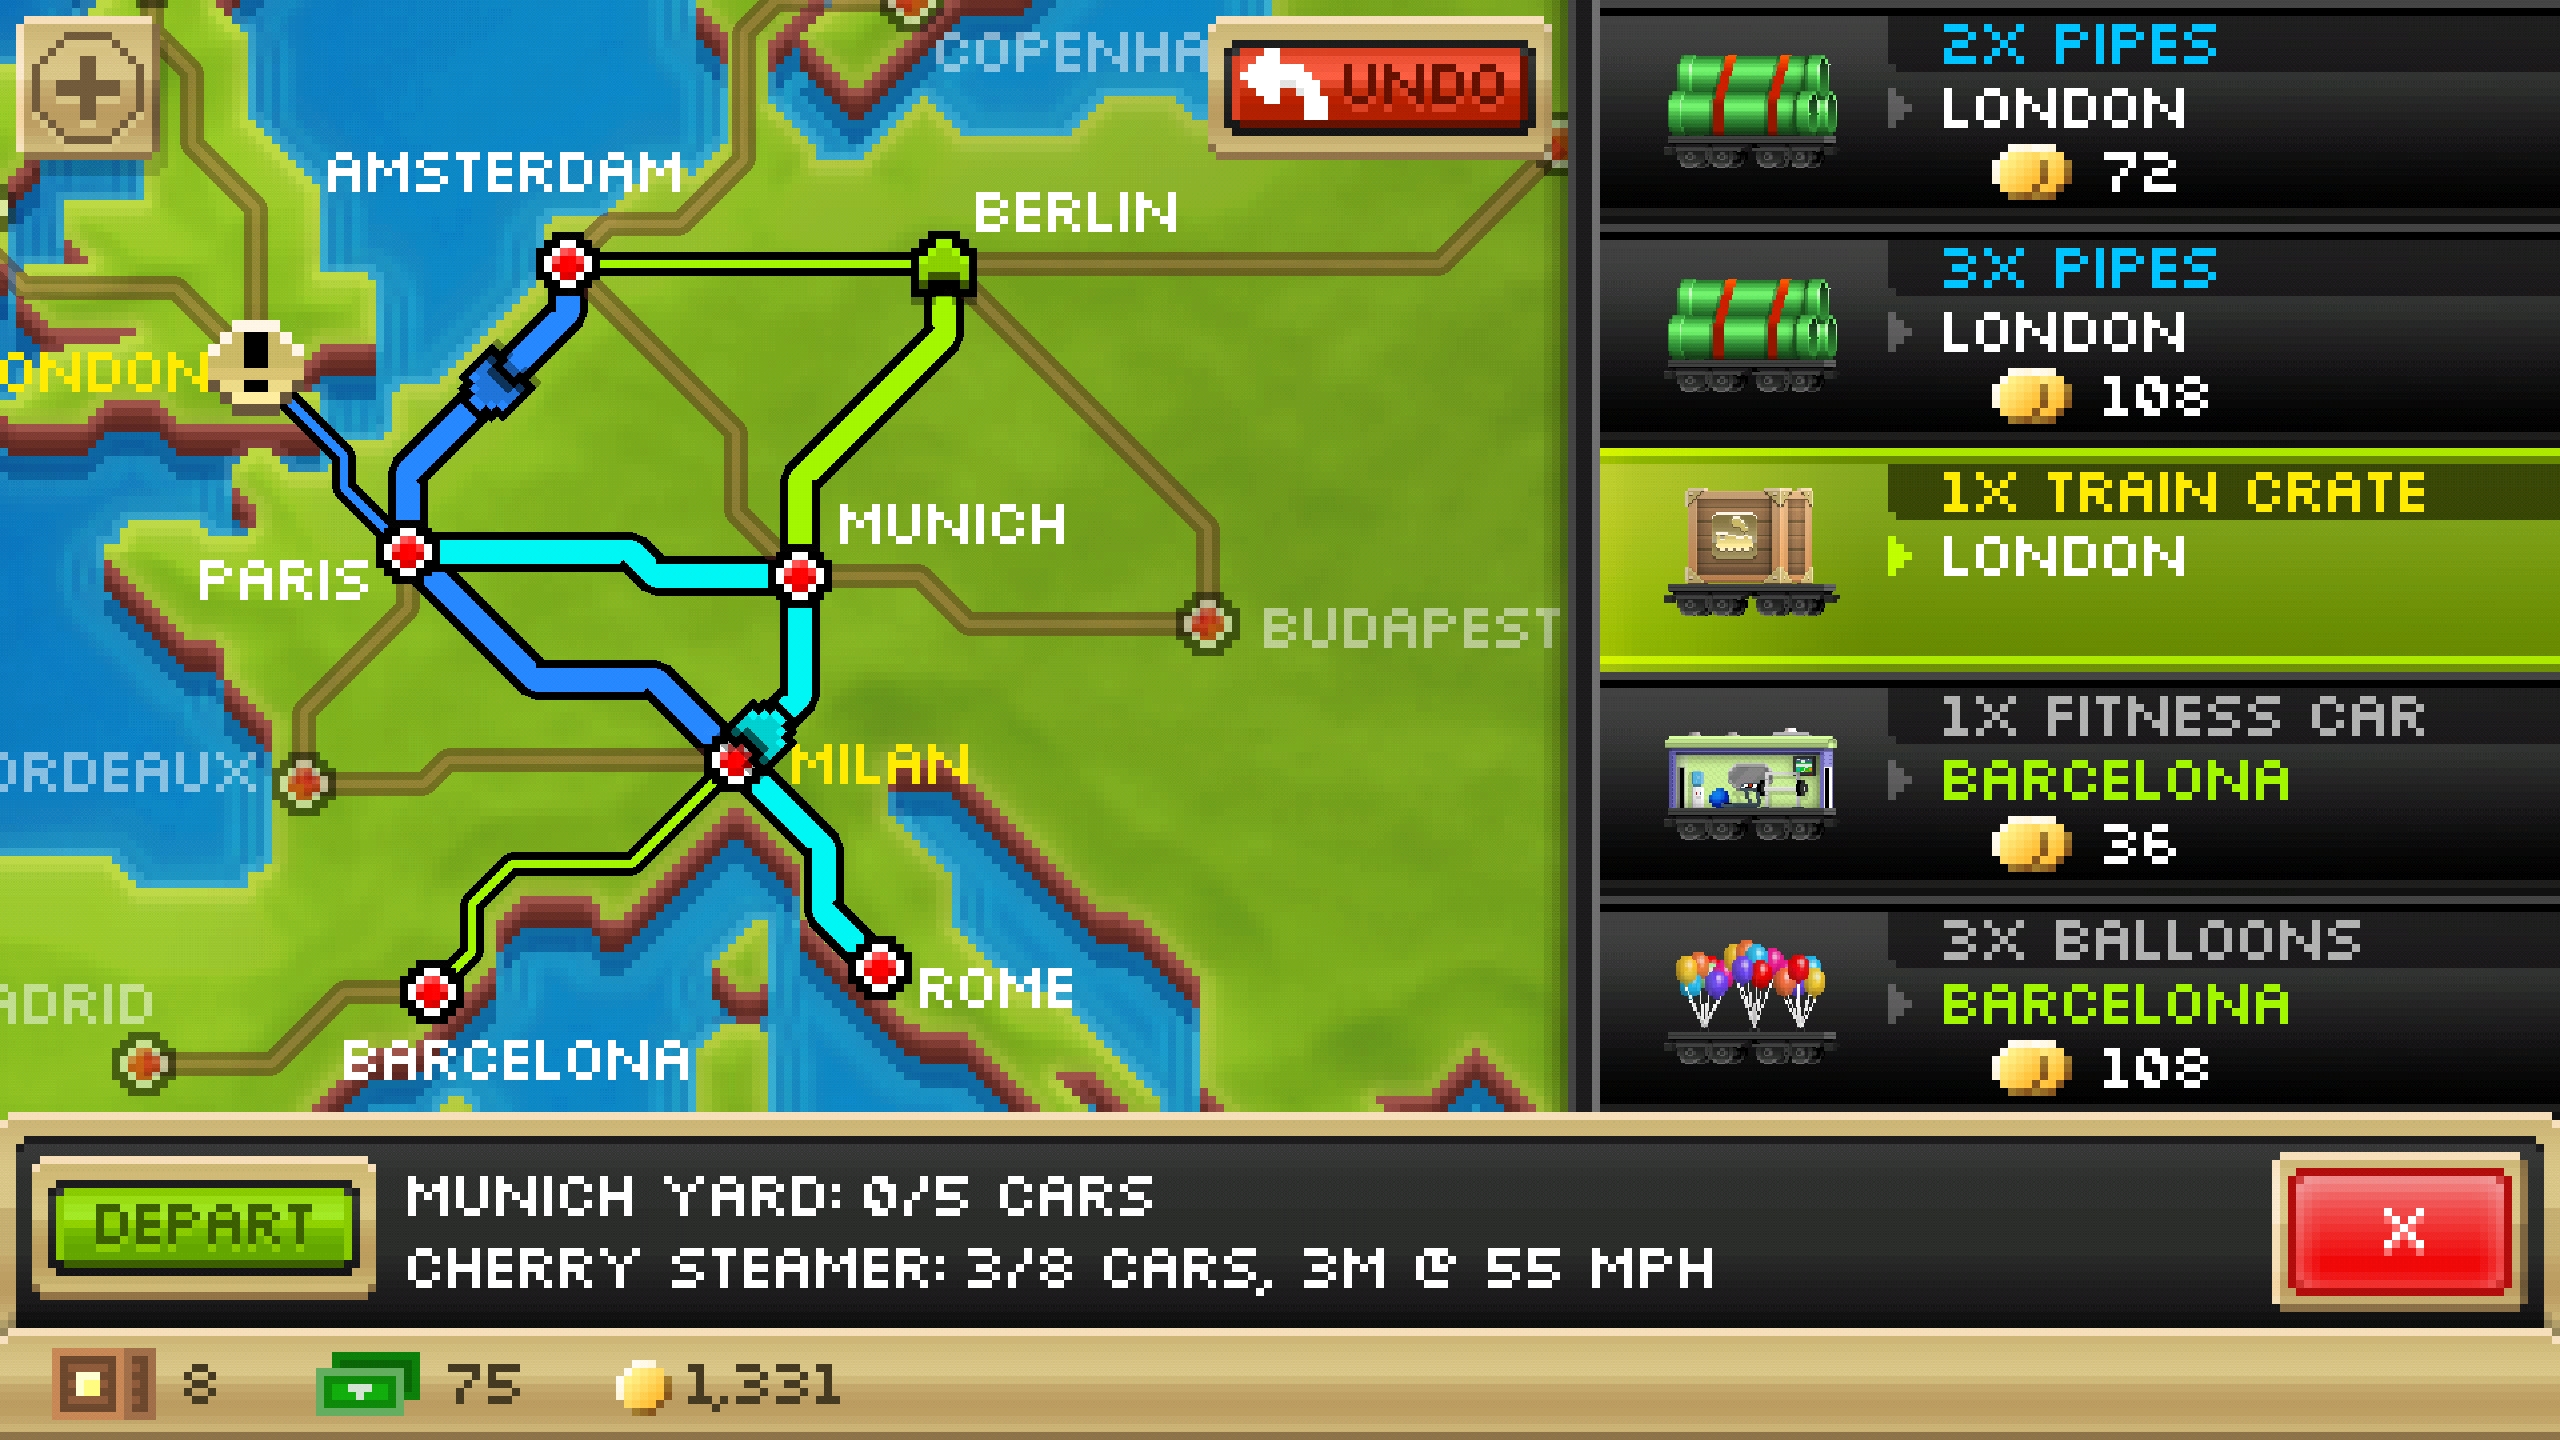 COPENHA
UNDO
AMSTERDAM
BERLIN
ONDON
MUNICH
PARIS
BUDAPEST
ORDEAUX
MILAN
ADRID
ROME
BARCELONA
2X PIPES
LONDON
72
3X PIPES
LONDON
108
1X TRAIN CRATE
LONDON
1X FITNESS CAR
BARCELONA
36
3X BALLOONS
BARCELONA
108
DEPART
MUNICH YARD: 0/5 CARS
CHERRY STEAMER: 3/8 CARS, 3M @ 55 MPH
X
8
75
1,331